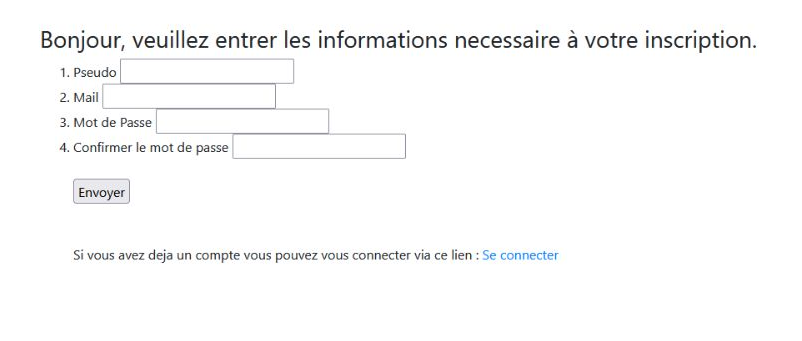 Bonjour, veuillez entrer les informations necessaire à votre inscription.
1. Pseudo
2. Mail
3. Mot de Passe
4. Confirmer le mot de passe
Envoyer
Si vous avez deja un compte vous pouvez vous connecter via ce lien : Se connecter